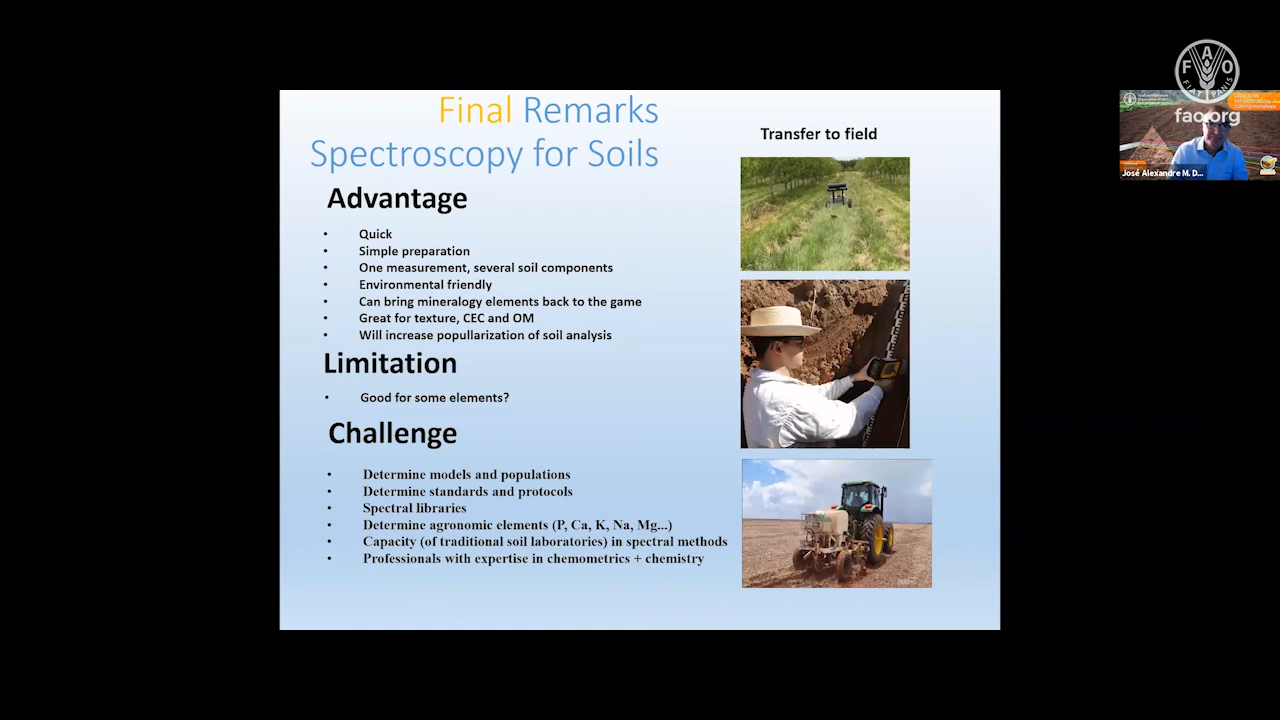 Final Remarks
Spectroscopy for Soils
Advantage
• Quick
• Simple preparation
• One measurement, several soil components
• Environmental friendly
• Can bring mineralogy elements back to the game
• Great for texture, CEC and OM
• Will increase popullarization of soil analysis
Limitation
• Good for some elements?
Challenge
• Determine models and populations
• Determine standards and protocols
• Spectral libraries
• Determine agronomic elements (P, Ca, K, Na, Mg...)
• Capacity (of traditional soil laboratories) in spectral methods
• Professionals with expertise in chemometrics + chemistry
Transfer to field
FAO
FIAT PANIS
fao.org
José Alexandre M. D...